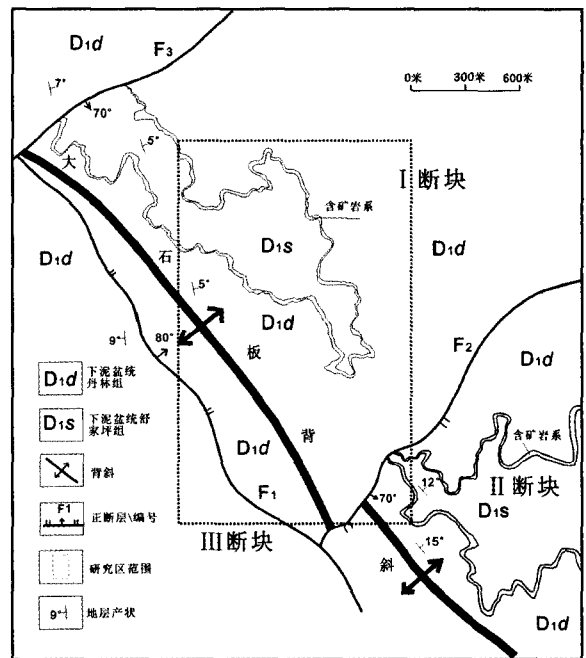 D₁d
F₃
0米 300米 600米
7°
70°
大
5°
I断块
含矿岩系
D₁d
D₁s
D₁d
石
5°
D₁d
板
9°
80°
F₂
D₁d
背
D₁d
F₁
含矿岩系
12°
II断块
70°
D₁s
III断块
15°
斜
D₁d
D₁d 下泥盆统
丹林组
D₁s 下泥盆统舒
家坪组
背斜
F1 正断层\编号
研究区范围
9° 地层产状